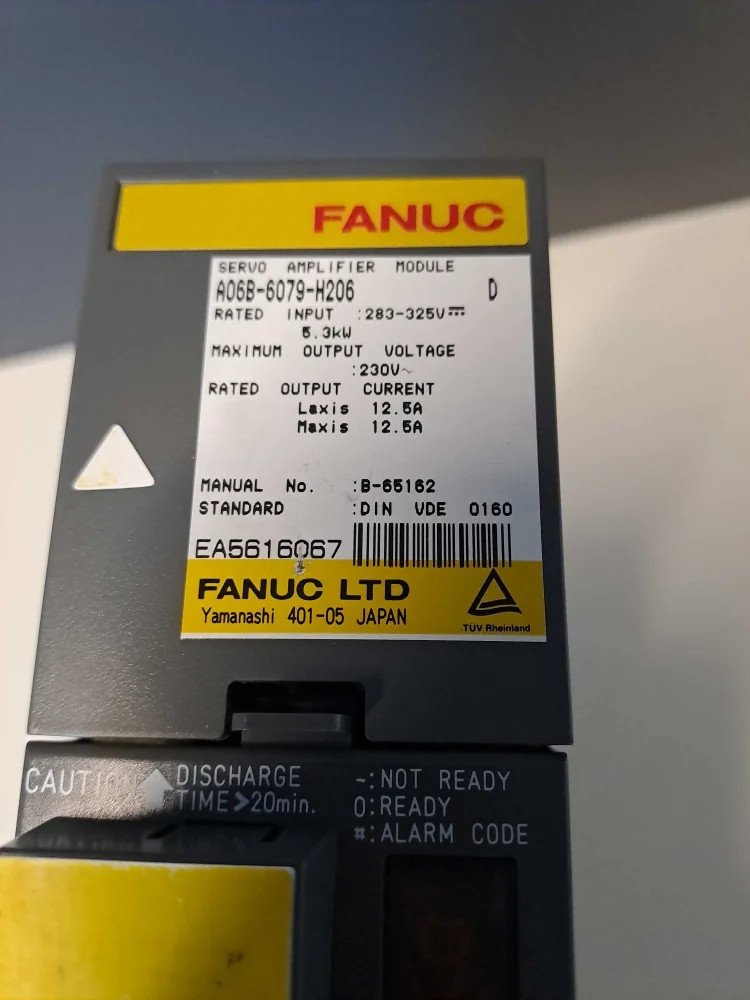 FANUC
SERVO AMPLIFIER MODULE
A06B-6079-H206 D
RATED INPUT :283-325V⎓
5.3kW
MAXIMUM OUTPUT VOLTAGE
:230V~
RATED OUTPUT CURRENT
Laxis 12.5A
Maxis 12.5A
MANUAL No. :B-65162
STANDARD :DIN VDE 0160
EA5616067
FANUC LTD
Yamanashi 401-05 JAPAN
TÜV Rheinland
CAUTION DISCHARGE
TIME>20min.
~:NOT READY
0:READY
#:ALARM CODE